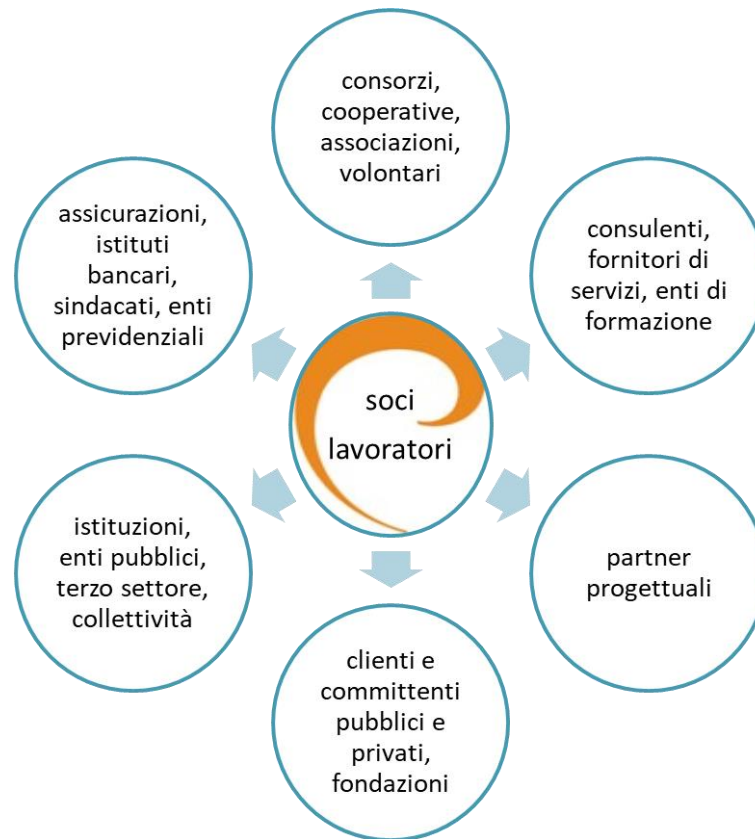 consorzi,
cooperative,
associazioni,
volontari
assicurazioni,
istituti
bancari,
sindacati, enti
previdenziali
consulenti,
fornitori di
servizi, enti di
formazione
soci
lavoratori
istituzioni,
enti pubblici,
terzo settore,
collettività
partner
progettuali
clienti e
committenti
pubblici e
privati,
fondazioni